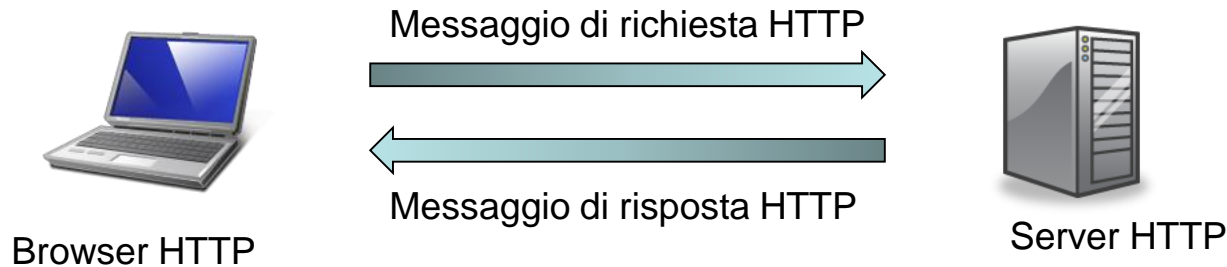 Messaggio di richiesta HTTP
Messaggio di risposta HTTP
Browser HTTP
Server HTTP